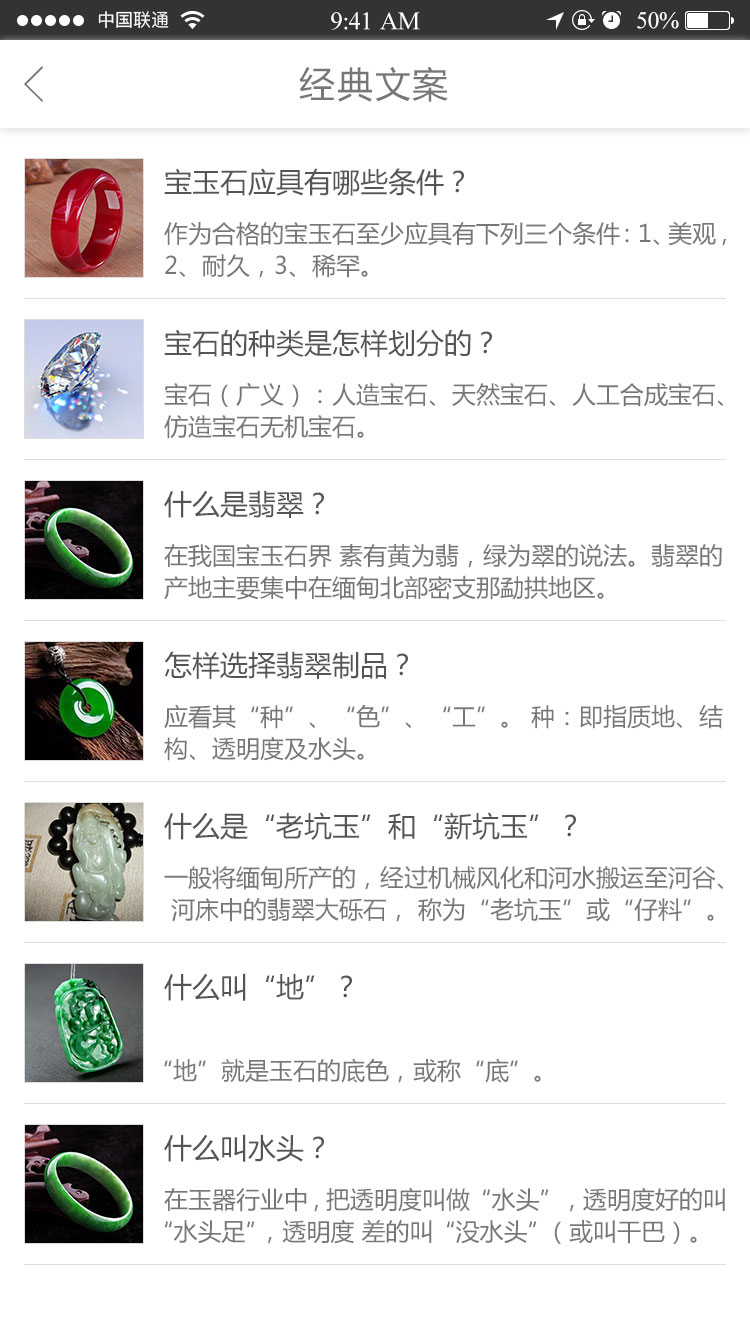 中国联通 9:41 AM 50%
经典文案
宝玉石应具有哪些条件？
作为合格的宝玉石至少应具有下列三个条件：1、美观，
2、耐久，3、稀罕。
宝石的种类是怎样划分的？
宝石（广义）：人造宝石、天然宝石、人工合成宝石、
仿造宝石无机宝石。
什么是翡翠？
在我国宝玉石界 素有黄为翡，绿为翠的说法。翡翠的
产地主要集中在缅甸北部密支那勐拱地区。
怎样选择翡翠制品？
应看其“种”、“色”、“工”。 种：即指质地、结
构、透明度及水头。
什么是“老坑玉”和“新坑玉”？
一般将缅甸所产的，经过机械风化和河水搬运至河谷、
河床中的翡翠大砾石， 称为“老坑玉”或“仔料”。
什么叫“地”？
“地”就是玉石的底色，或称“底”。
什么叫水头？
在玉器行业中，把透明度叫做“水头”，透明度好的叫
“水头足”，透明度 差的叫“没水头”（或叫干巴）。